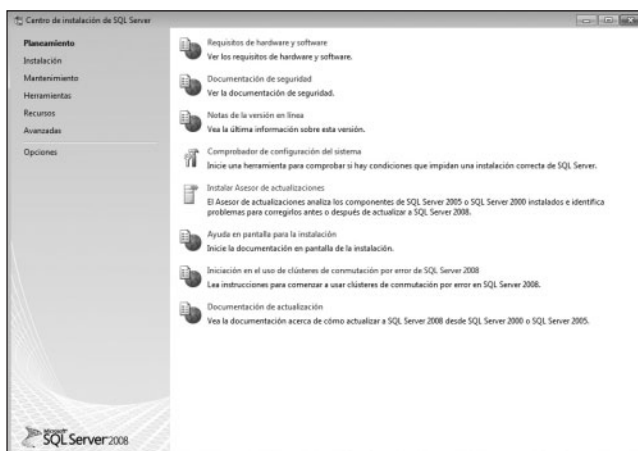 Centro de instalación de SQL Server
Planeamiento
Instalación
Mantenimiento
Herramientas
Recursos
Avanzadas
Opciones
Requisitos de hardware y software
Ver los requisitos de hardware y software.
Documentación de seguridad
Ver la documentación de seguridad.
Notas de la versión en línea
Vea la última información sobre esta versión.
Comprobador de configuración del sistema
Inicie una herramienta para comprobar si hay condiciones que impidan una instalación correcta de SQL Server.
Instalar Asesor de actualizaciones
El Asesor de actualizaciones analiza los componentes de SQL Server 2005 o SQL Server 2000 instalados e identifica
problemas para corregirlos antes o después de actualizar a SQL Server 2008.
Ayuda en pantalla para la instalación
Inicie la documentación en pantalla de la instalación.
Iniciación en el uso de clústeres de conmutación por error de SQL Server 2008
Lea instrucciones para comenzar a usar clústeres de conmutación por error en SQL Server 2008.
Documentación de actualización
Vea la documentación acerca de cómo actualizar a SQL Server 2008 desde SQL Server 2000 o SQL Server 2005.
Microsoft
SQL Server 2008